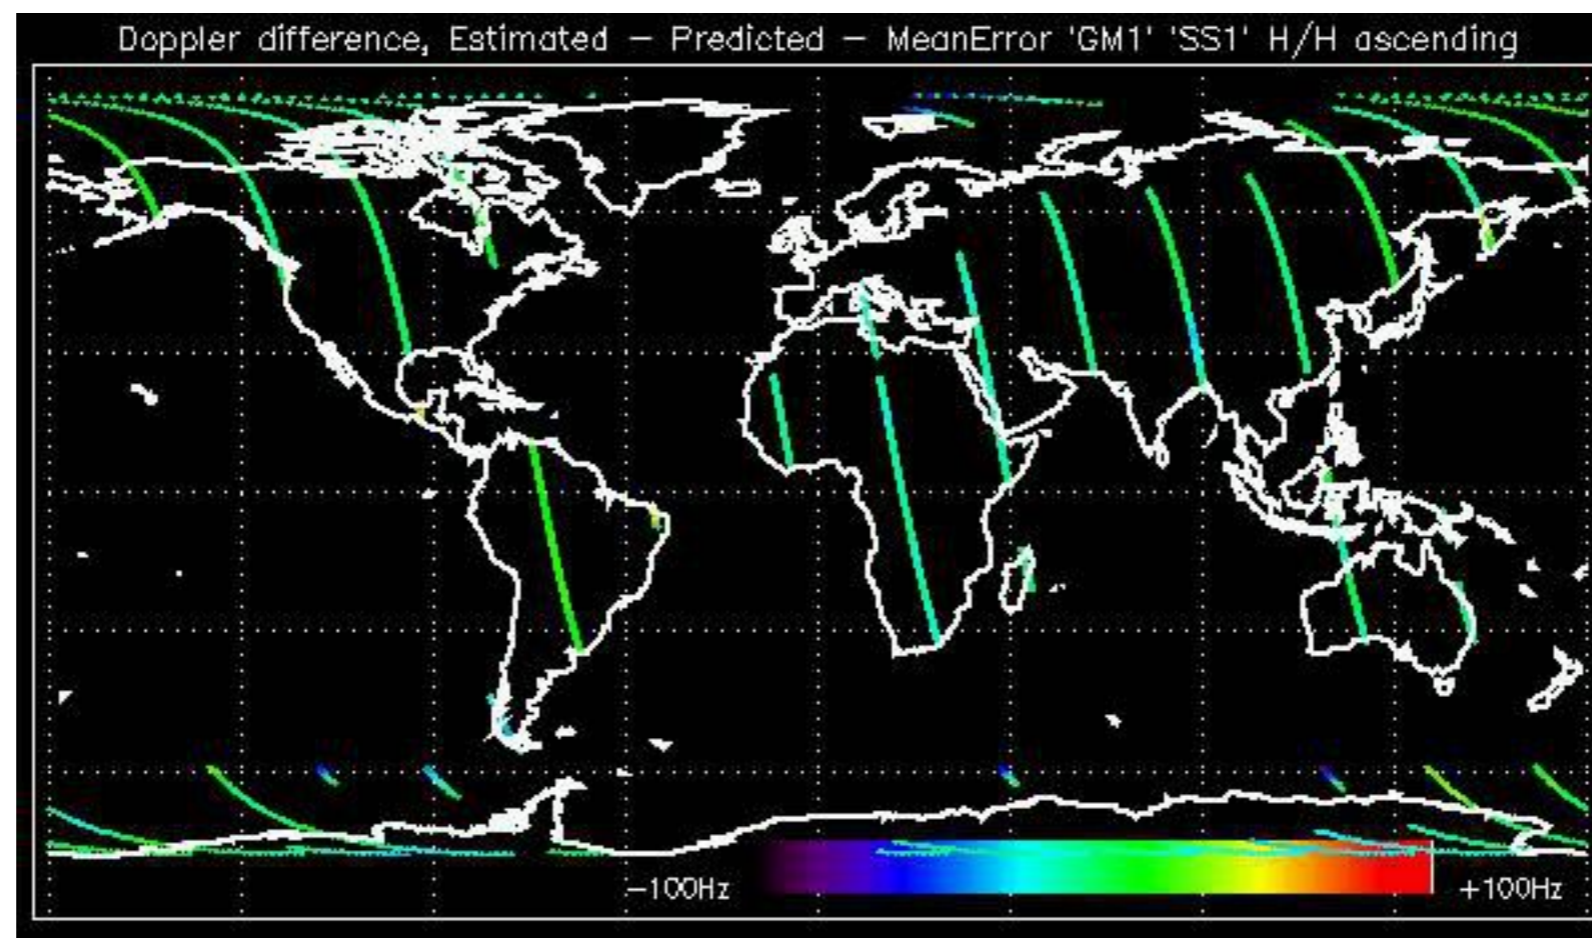 Doppler difference, Estimated — Predicted — MeanError 'GM1' 'SS1' H/H ascending
−100Hz
+100Hz